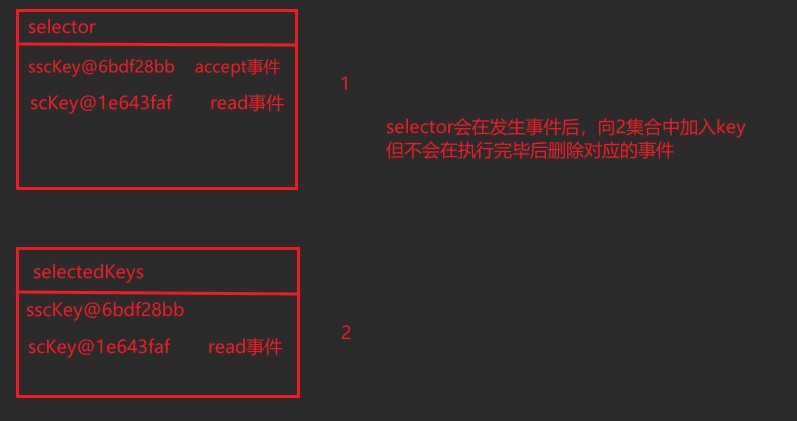 selector
sscKey@6bdf28bb accept事件
scKey@1e643faf read事件
1
selector会在发生事件后，向2集合中加入key
但不会在执行完毕后删除对应的事件
selectedKeys
sscKey@6bdf28bb
scKey@1e643faf read事件
2